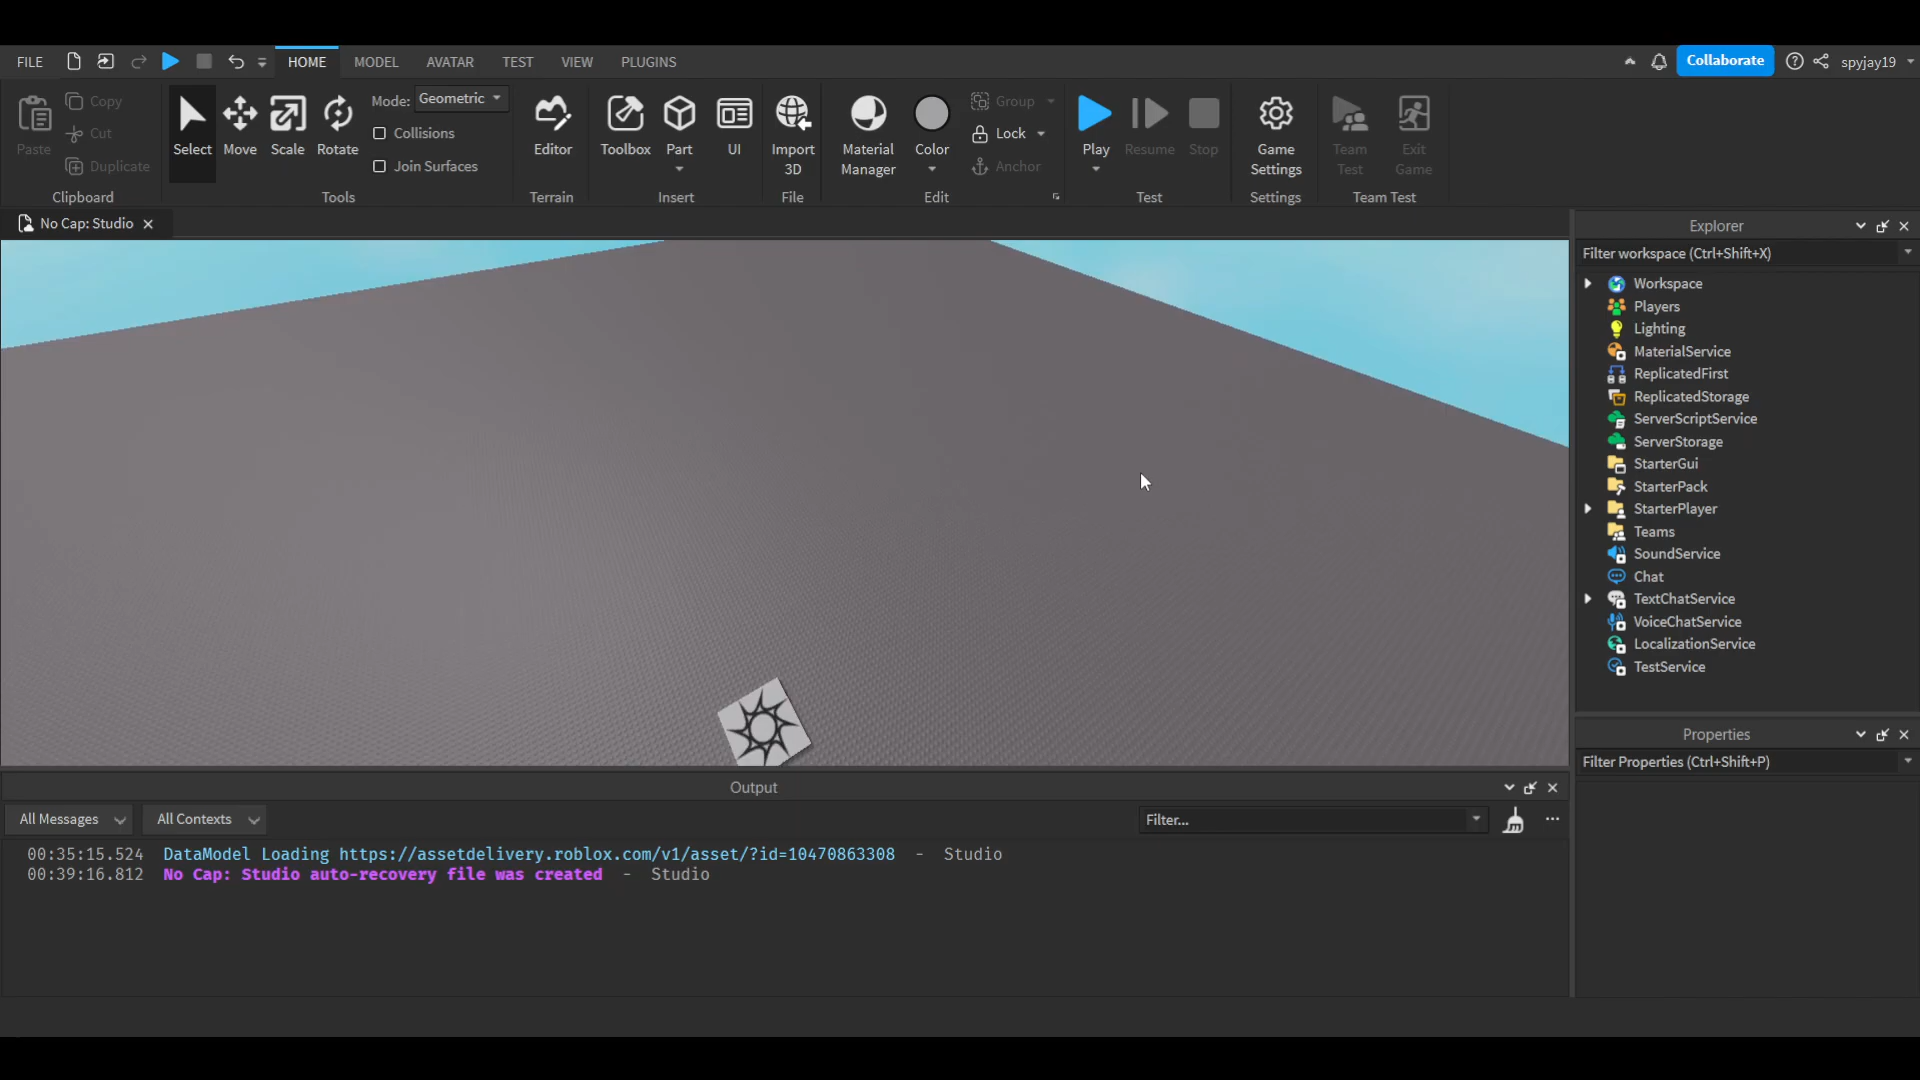 FILE HOME MODEL AVATAR TEST VIEW PLUGINS Collaborate spyjay19
Paste Copy Cut Duplicate
Clipboard
Select Move Scale Rotate
Mode: Geometric
Collisions
Join Surfaces
Tools
Editor
Terrain
Toolbox Part UI
Insert
Import
3D
File
Material
Manager
Color
Group
Lock
Anchor
Edit
Play Resume Stop
Test
Game
Settings
Settings
Team
Test
Exit
Game
Team Test
No Cap: Studio
Explorer
Filter workspace (Ctrl+Shift+X)
Workspace
Players
Lighting
MaterialService
ReplicatedFirst
ReplicatedStorage
ServerScriptService
ServerStorage
StarterGui
StarterPack
StarterPlayer
Teams
SoundService
Chat
TextChatService
VoiceChatService
LocalizationService
TestService
Properties
Filter Properties (Ctrl+Shift+P)
Output
All Messages All Contexts Filter...
00:35:15.524 DataModel Loading https://assetdelivery.roblox.com/v1/asset/?id=10470863308 - Studio
00:39:16.812 No Cap: Studio auto-recovery file was created - Studio